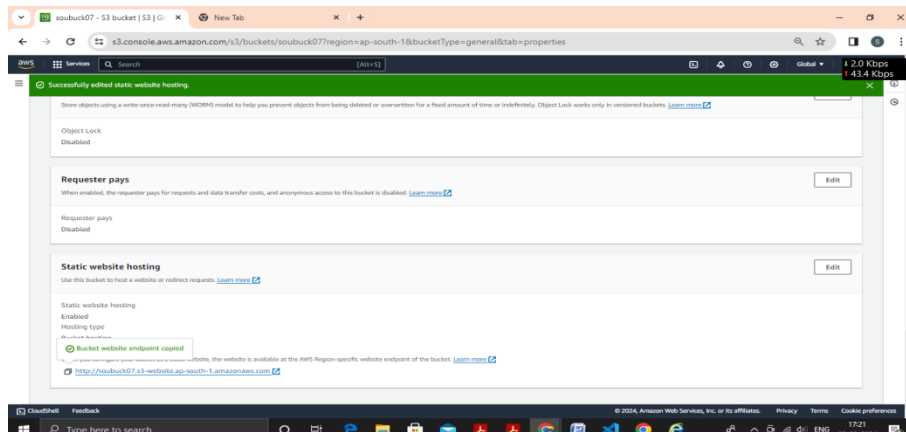 soubuck07 - S3 bucket | S3 | Gl
New Tab
s3.console.aws.amazon.com/s3/buckets/soubuck07?region=ap-south-1&bucketType=general&tab=properties
aws
Services
Search
[Alt+S]
Global
2.0 Kbps
43.4 Kbps
Successfully edited static website hosting.
Store objects using a write-once-read-many (WORM) model to help you prevent objects from being deleted or overwritten for a fixed amount of time or indefinitely. Object Lock works only in versioned buckets. Learn more
Object Lock
Disabled
Requester pays
Edit
When enabled, the requester pays for requests and data transfer costs, and anonymous access to this bucket is disabled. Learn more
Requester pays
Disabled
Static website hosting
Edit
Use this bucket to host a website or redirect requests. Learn more
Static website hosting
Enabled
Hosting type
Bucket hosting
Bucket website endpoint copied
website, the website is available at the AWS Region-specific website endpoint of the bucket. Learn more
http://soubuck07.s3-website.ap-south-1.amazonaws.com
CloudShell
Feedback
© 2024, Amazon Web Services, Inc. or its affiliates.
Privacy
Terms
Cookie preferences
Type here to search
ENG
17:21